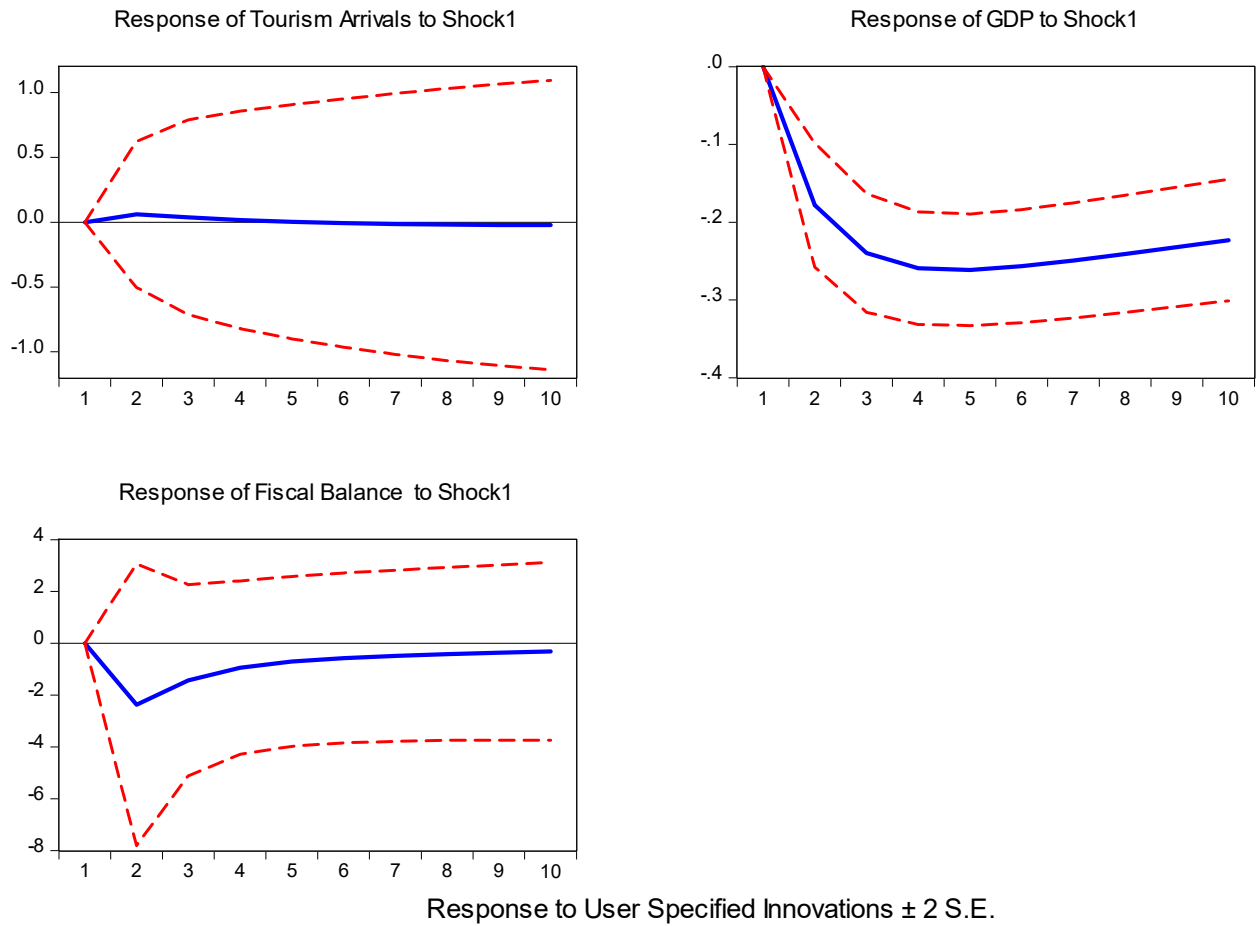 Response of Tourism Arrivals to Shock1
1.0
0.5
0.0
-0.5
-1.0
1 2 3 4 5 6 7 8 9 10
Response of GDP to Shock1
.0
-.1
-.2
-.3
-.4
1 2 3 4 5 6 7 8 9 10
Response of Fiscal Balance to Shock1
4
2
0
-2
-4
-6
-8
1 2 3 4 5 6 7 8 9 10
Response to User Specified Innovations ± 2 S.E.